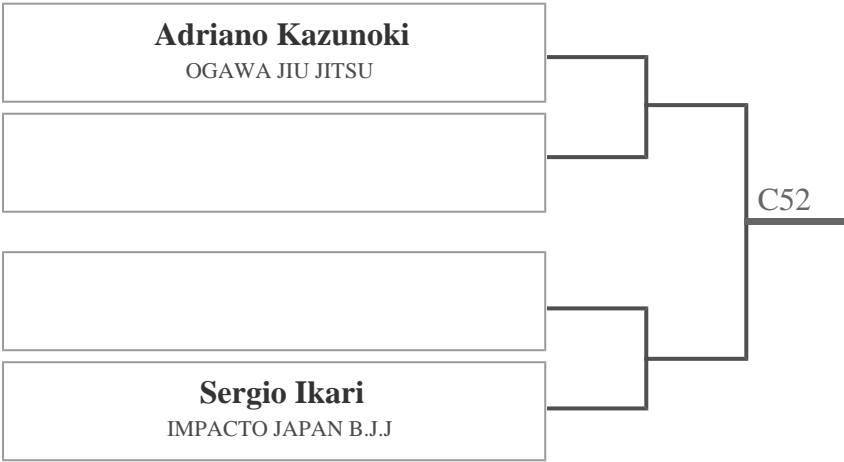 Adriano Kazunoki
OGAWA JIU JITSU
C52
Sergio Ikari
IMPACTO JAPAN B.J.J